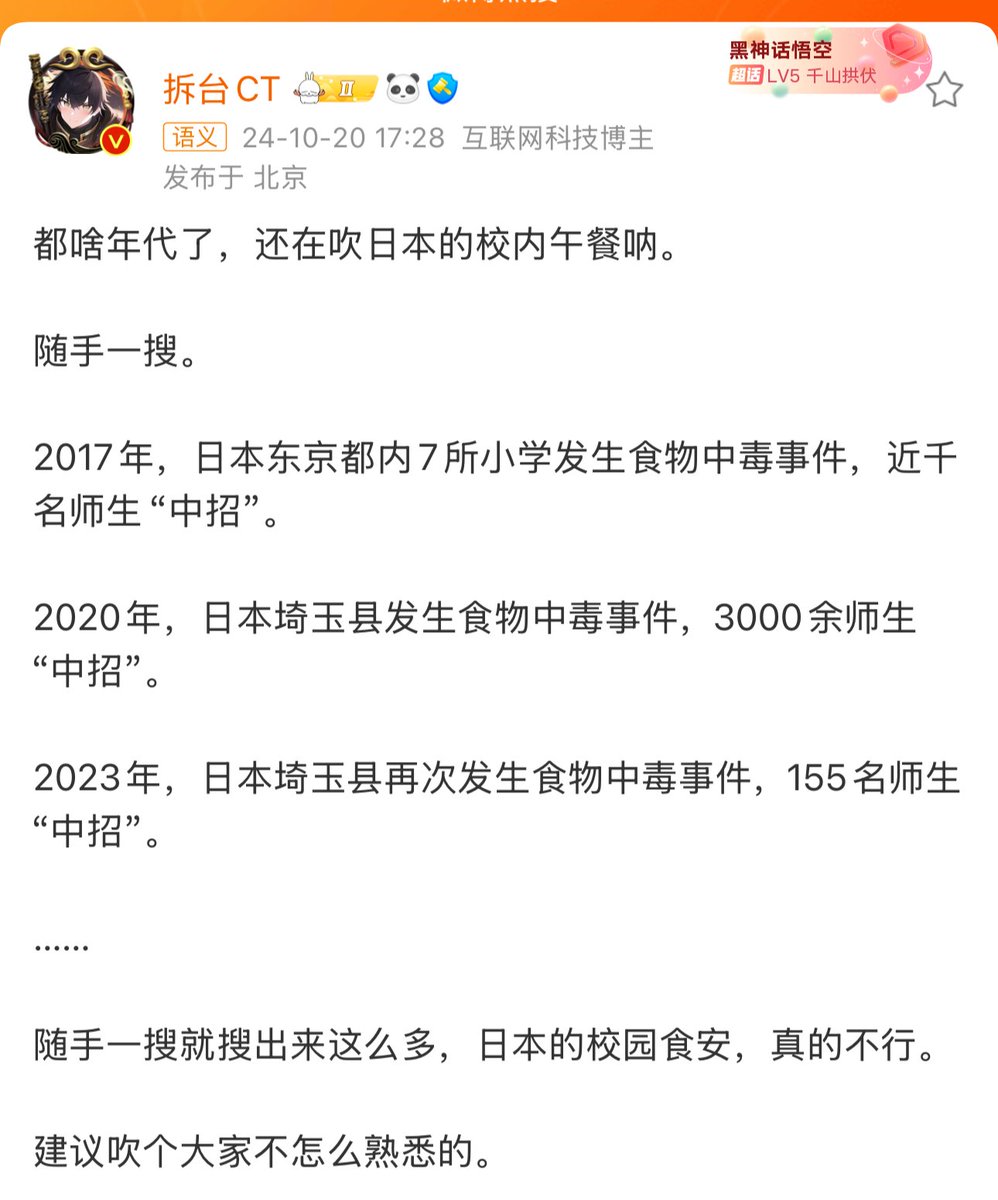 黑神话悟空
超话 LV5 千山拱伏
拆台CT
II
语义 24-10-20 17:28 互联网科技博主
发布于 北京
都啥年代了，还在吹日本的校内午餐呐。
随手一搜。
2017年，日本东京都内7所小学发生食物中毒事件，近千
名师生“中招”。
2020年，日本埼玉县发生食物中毒事件，3000余师生
“中招”。
2023年，日本埼玉县再次发生食物中毒事件，155名师生
“中招”。
……
随手一搜就搜出来这么多，日本的校园食安，真的不行。
建议吹个大家不怎么熟悉的。